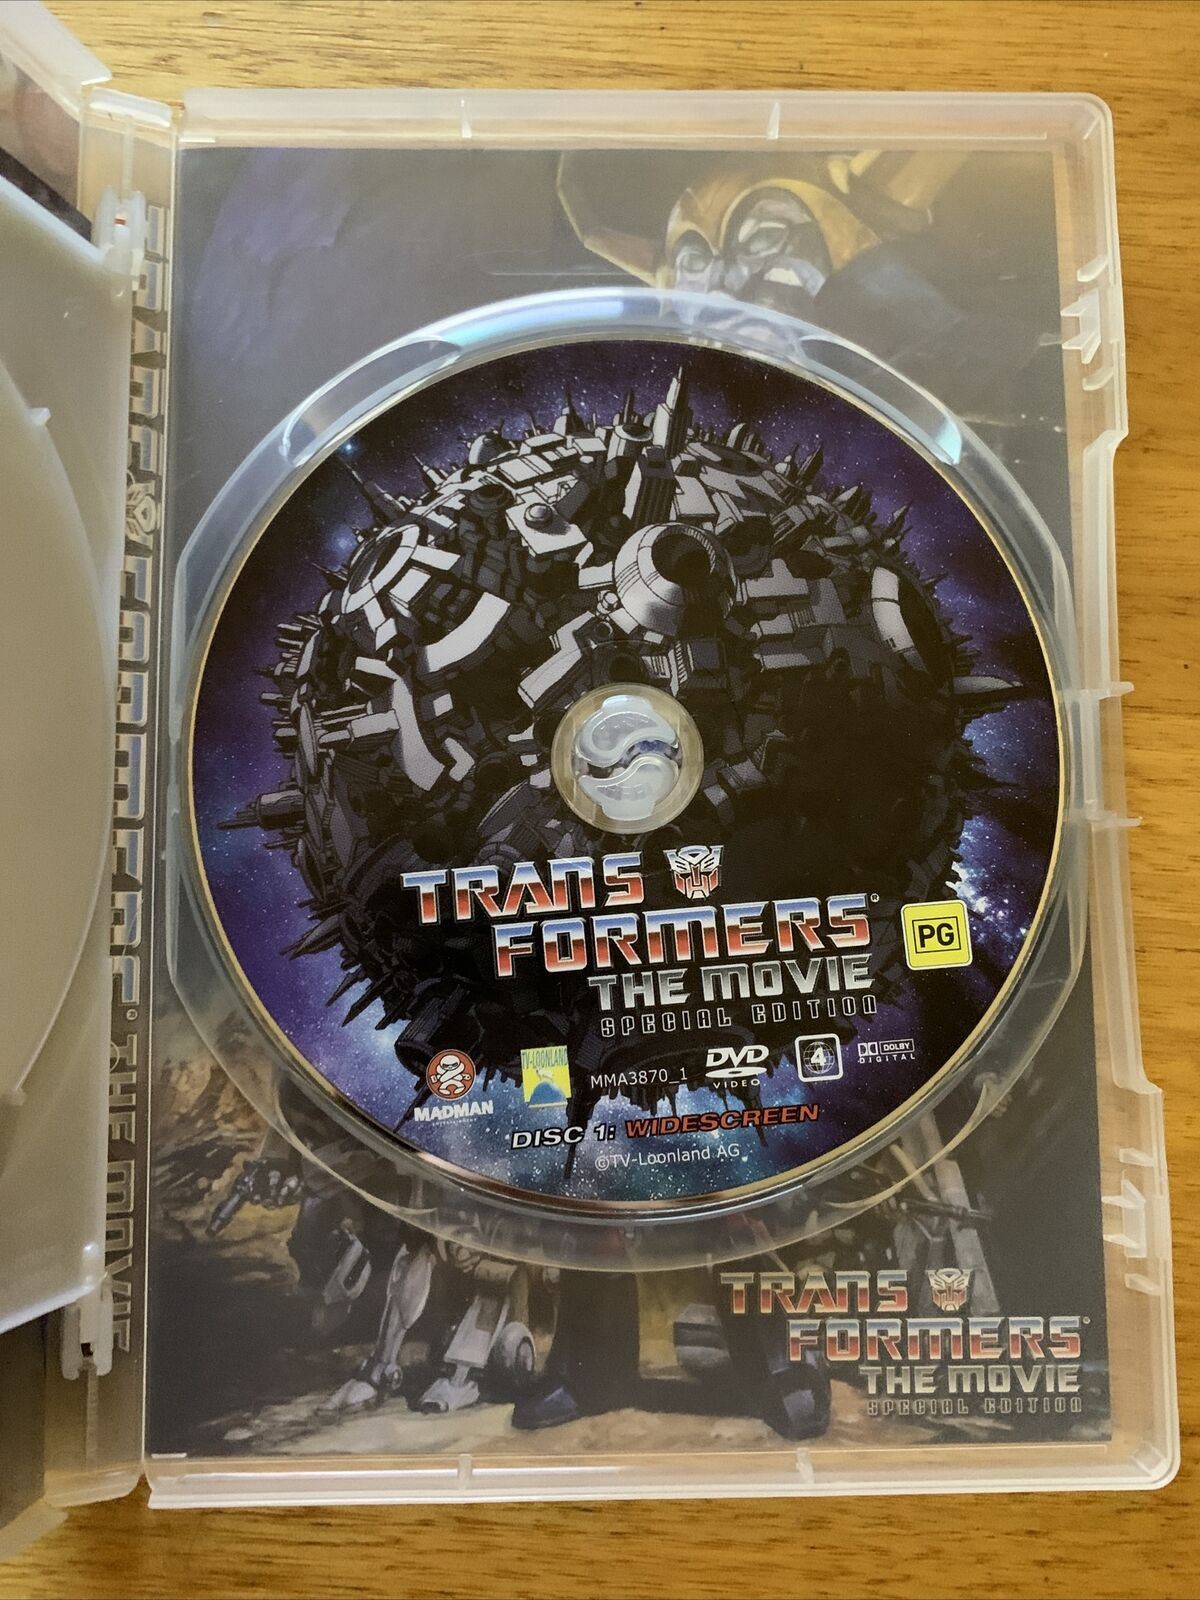 TRANSFORMERS® THE MOVIE
TRANS
FORMERS®
THE MOVIE
SPECIAL EDITION
PG
MADMAN
ENTERTAINMENT
TV-LOONLAND
MMA3870_1
DVD
VIDEO
4
DOLBY
DIGITAL
DISC 1: WIDESCREEN
©TV-Loonland AG
TRANS
FORMERS®
THE MOVIE
SPECIAL EDITION